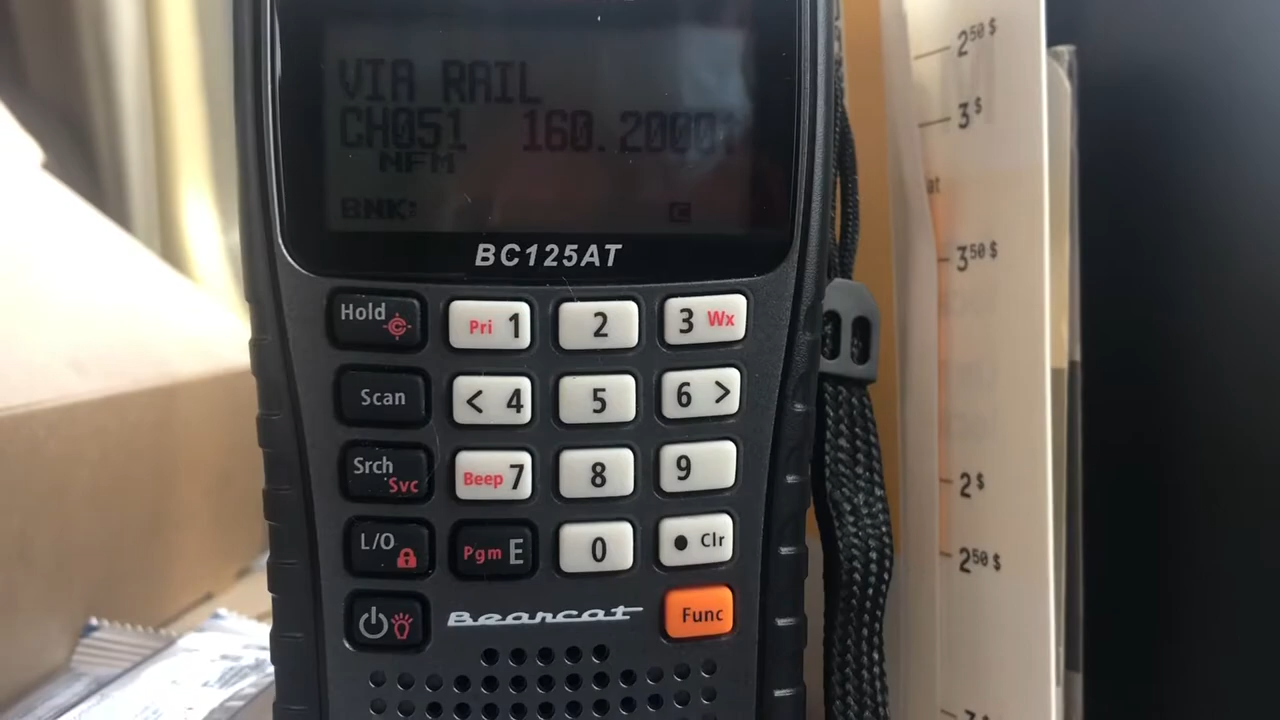 VIA RAIL
CH051 160.2000
NFM
BNK:
C
BC125AT
Hold C
Pri 1
2
3 Wx
Scan
< 4
5
6 >
Srch Svc
Beep 7
8
9
L/O
Pgm E
0
• Clr
Bearcat
Func
2⁵⁰ $
3 $
at
3⁵⁰ $
2 $
2⁵⁰ $